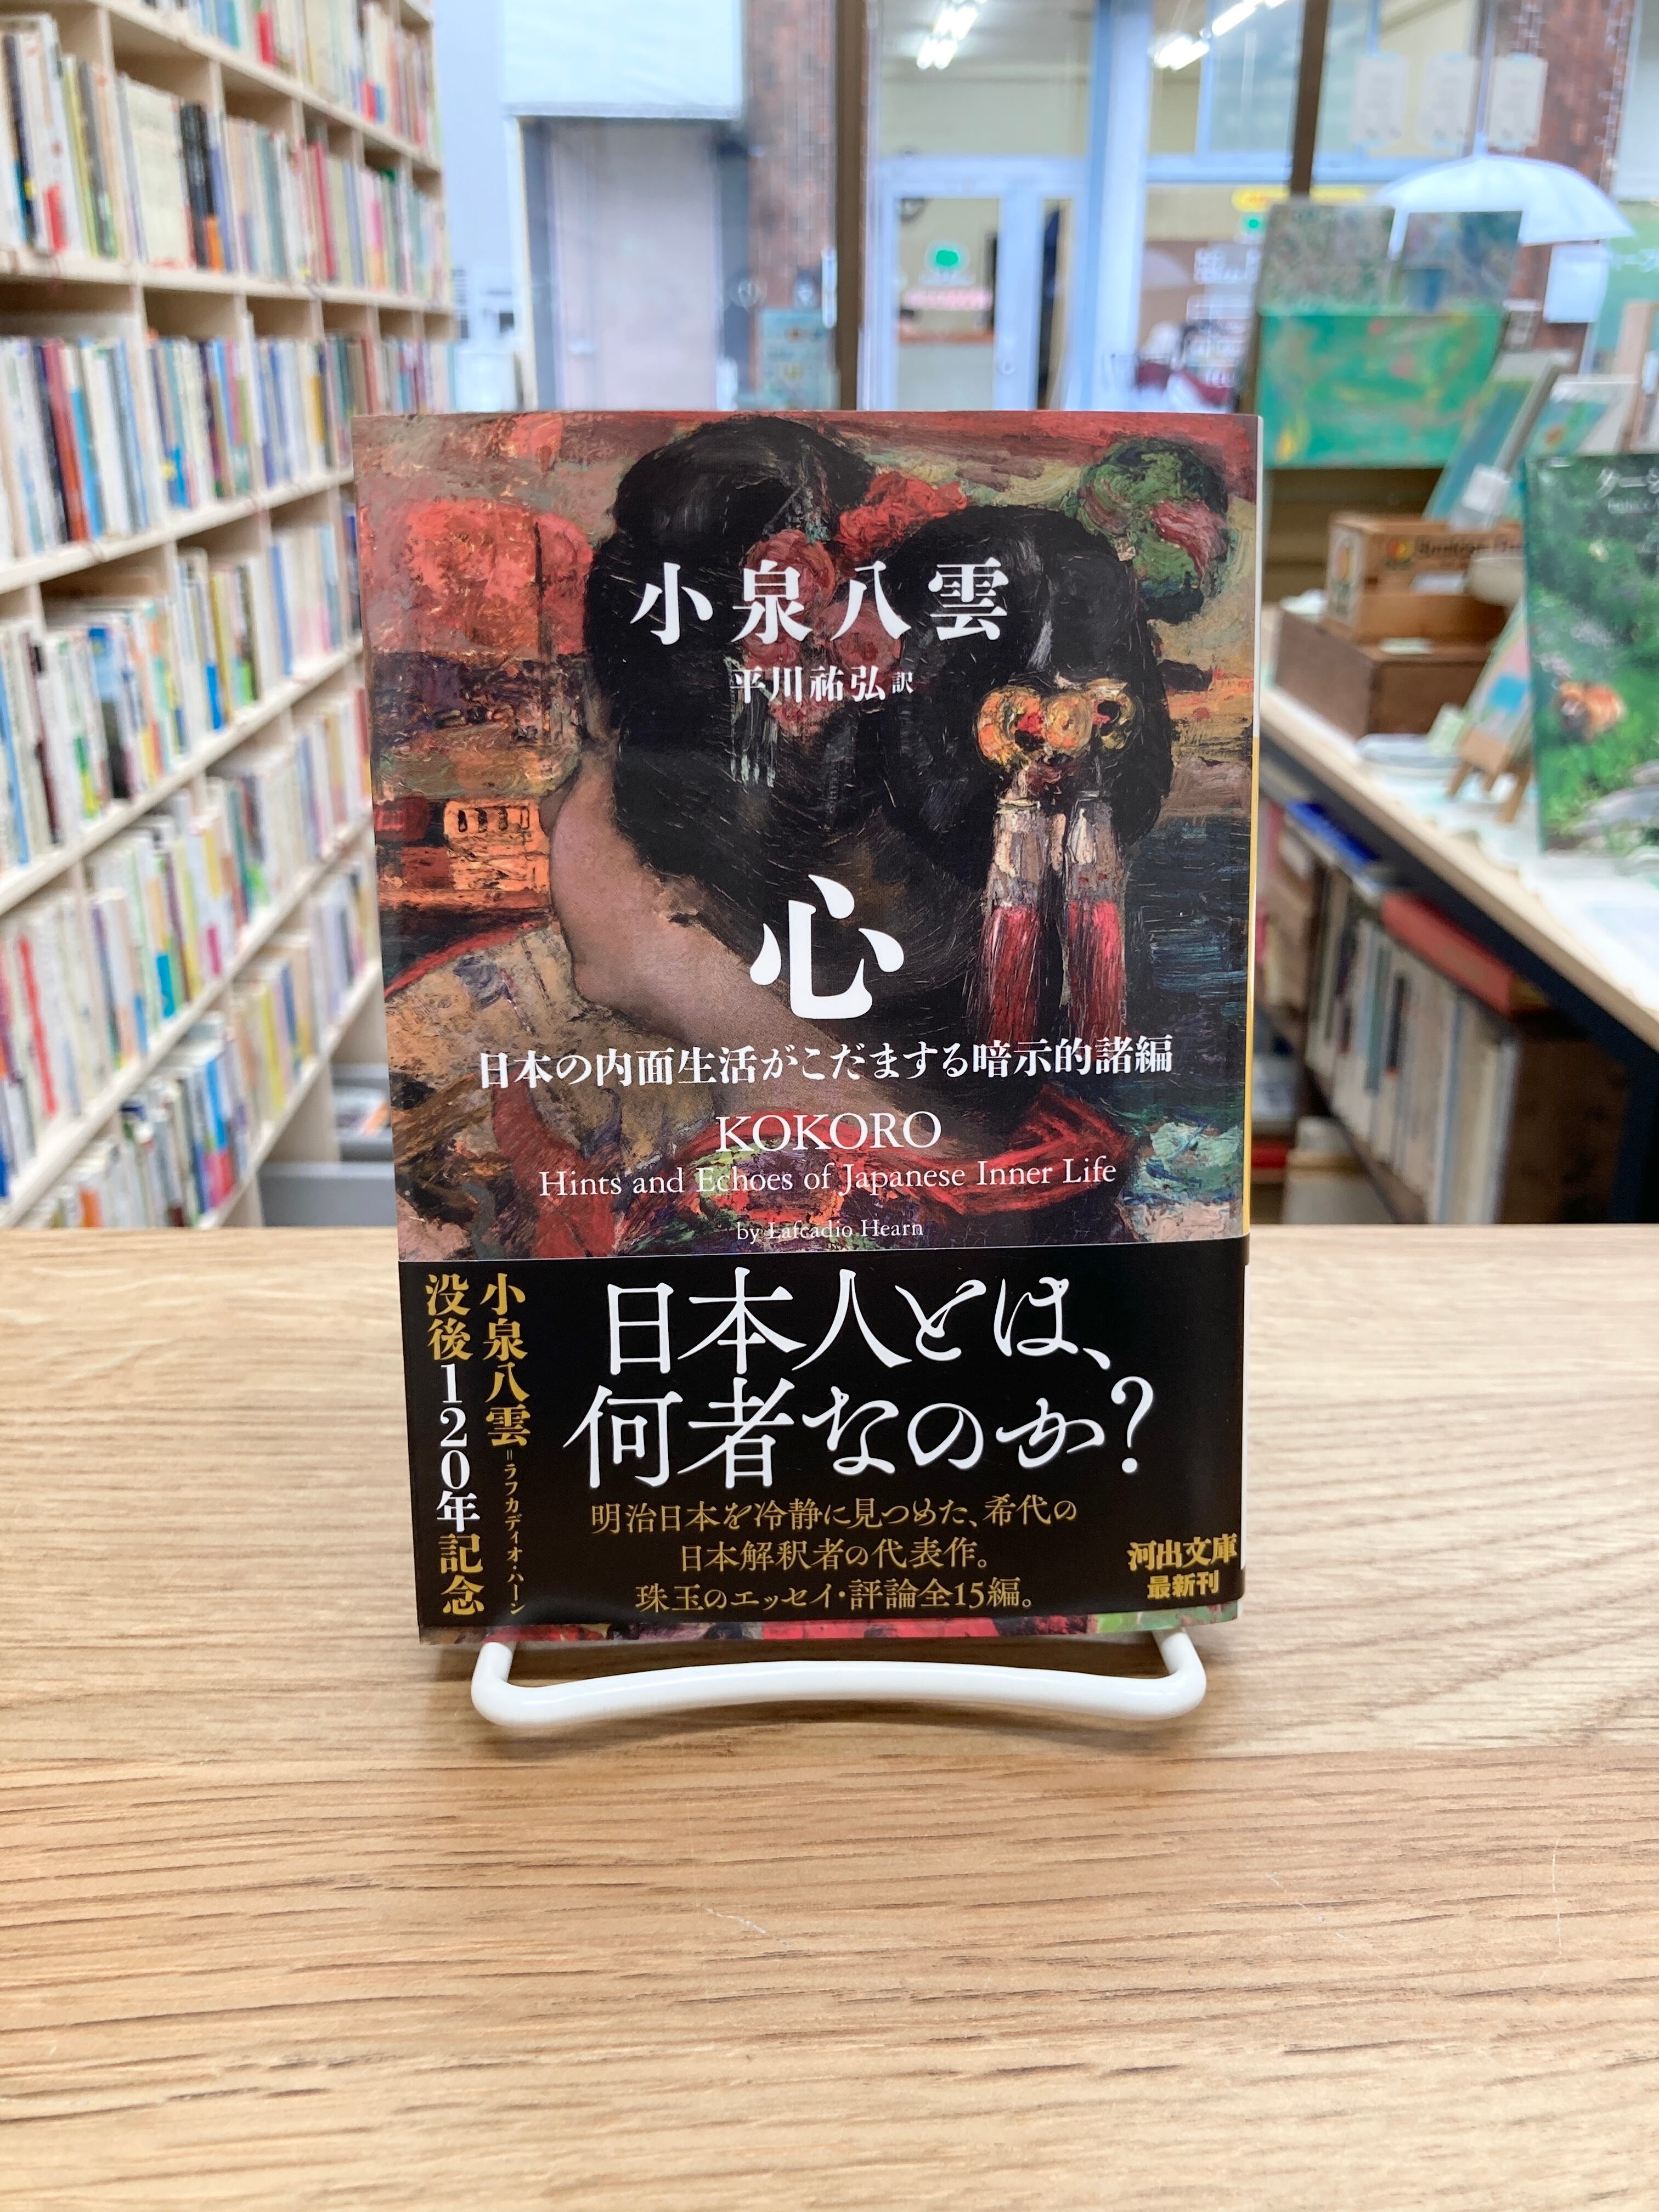 小泉八雲
平川祐弘訳
心
日本の内面生活がこだまする暗示的諸編
KOKORO
Hints and Echoes of Japanese Inner Life
by Lafcadio Hearn
小泉八雲=ラフカディオ・ハーン
没後120年記念
日本人とは、
何者なのか?
明治日本を冷静に見つめた、希代の
日本解釈者の代表作。
珠玉のエッセイ・評論全15編。
河出文庫
最新刊